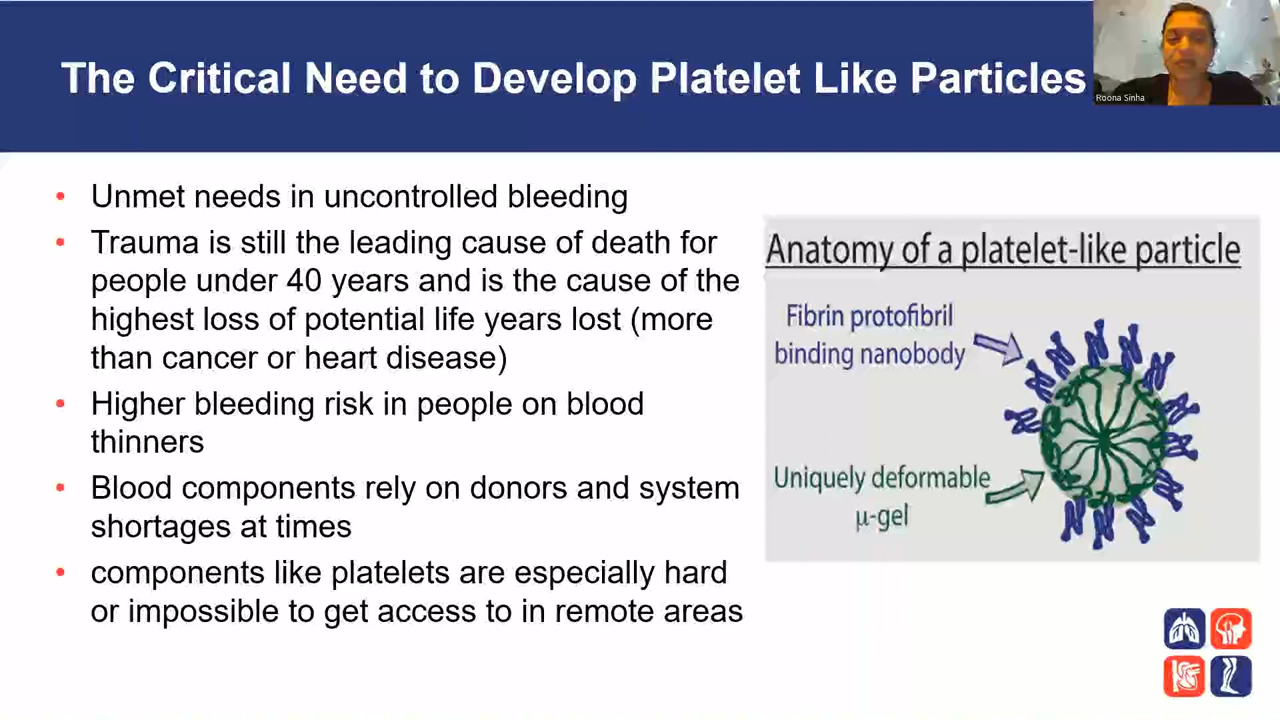 The Critical Need to Develop Platelet Like Particles
Roona Sinha
• Unmet needs in uncontrolled bleeding
• Trauma is still the leading cause of death for
people under 40 years and is the cause of the
highest loss of potential life years lost (more
than cancer or heart disease)
• Higher bleeding risk in people on blood
thinners
• Blood components rely on donors and system
shortages at times
• components like platelets are especially hard
or impossible to get access to in remote areas
Anatomy of a platelet-like particle
Fibrin protofibril
binding nanobody
Uniquely deformable
μ-gel